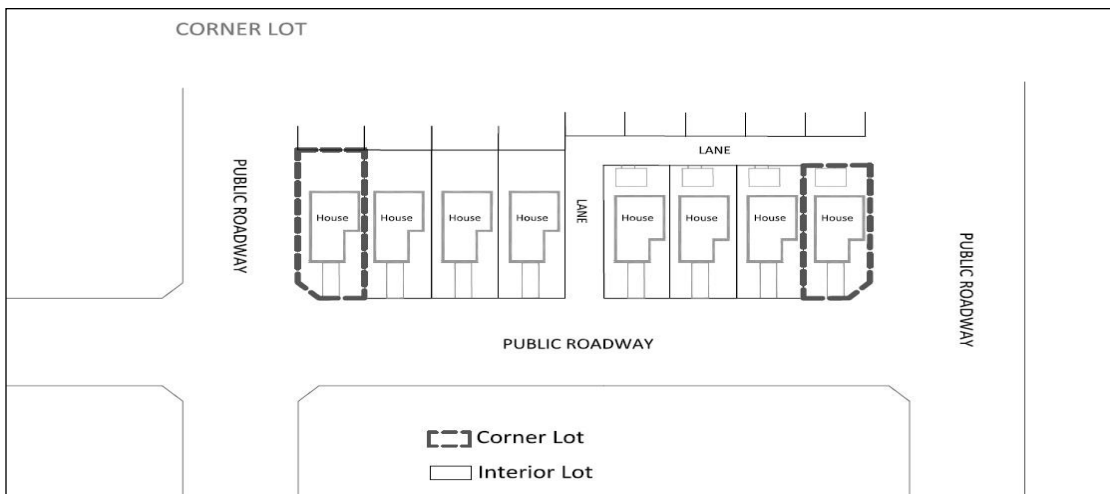 CORNER LOT
LANE
PUBLIC ROADWAY
House
House
House
House
LANE
House
House
House
House
PUBLIC ROADWAY
PUBLIC ROADWAY
Corner Lot
Interior Lot